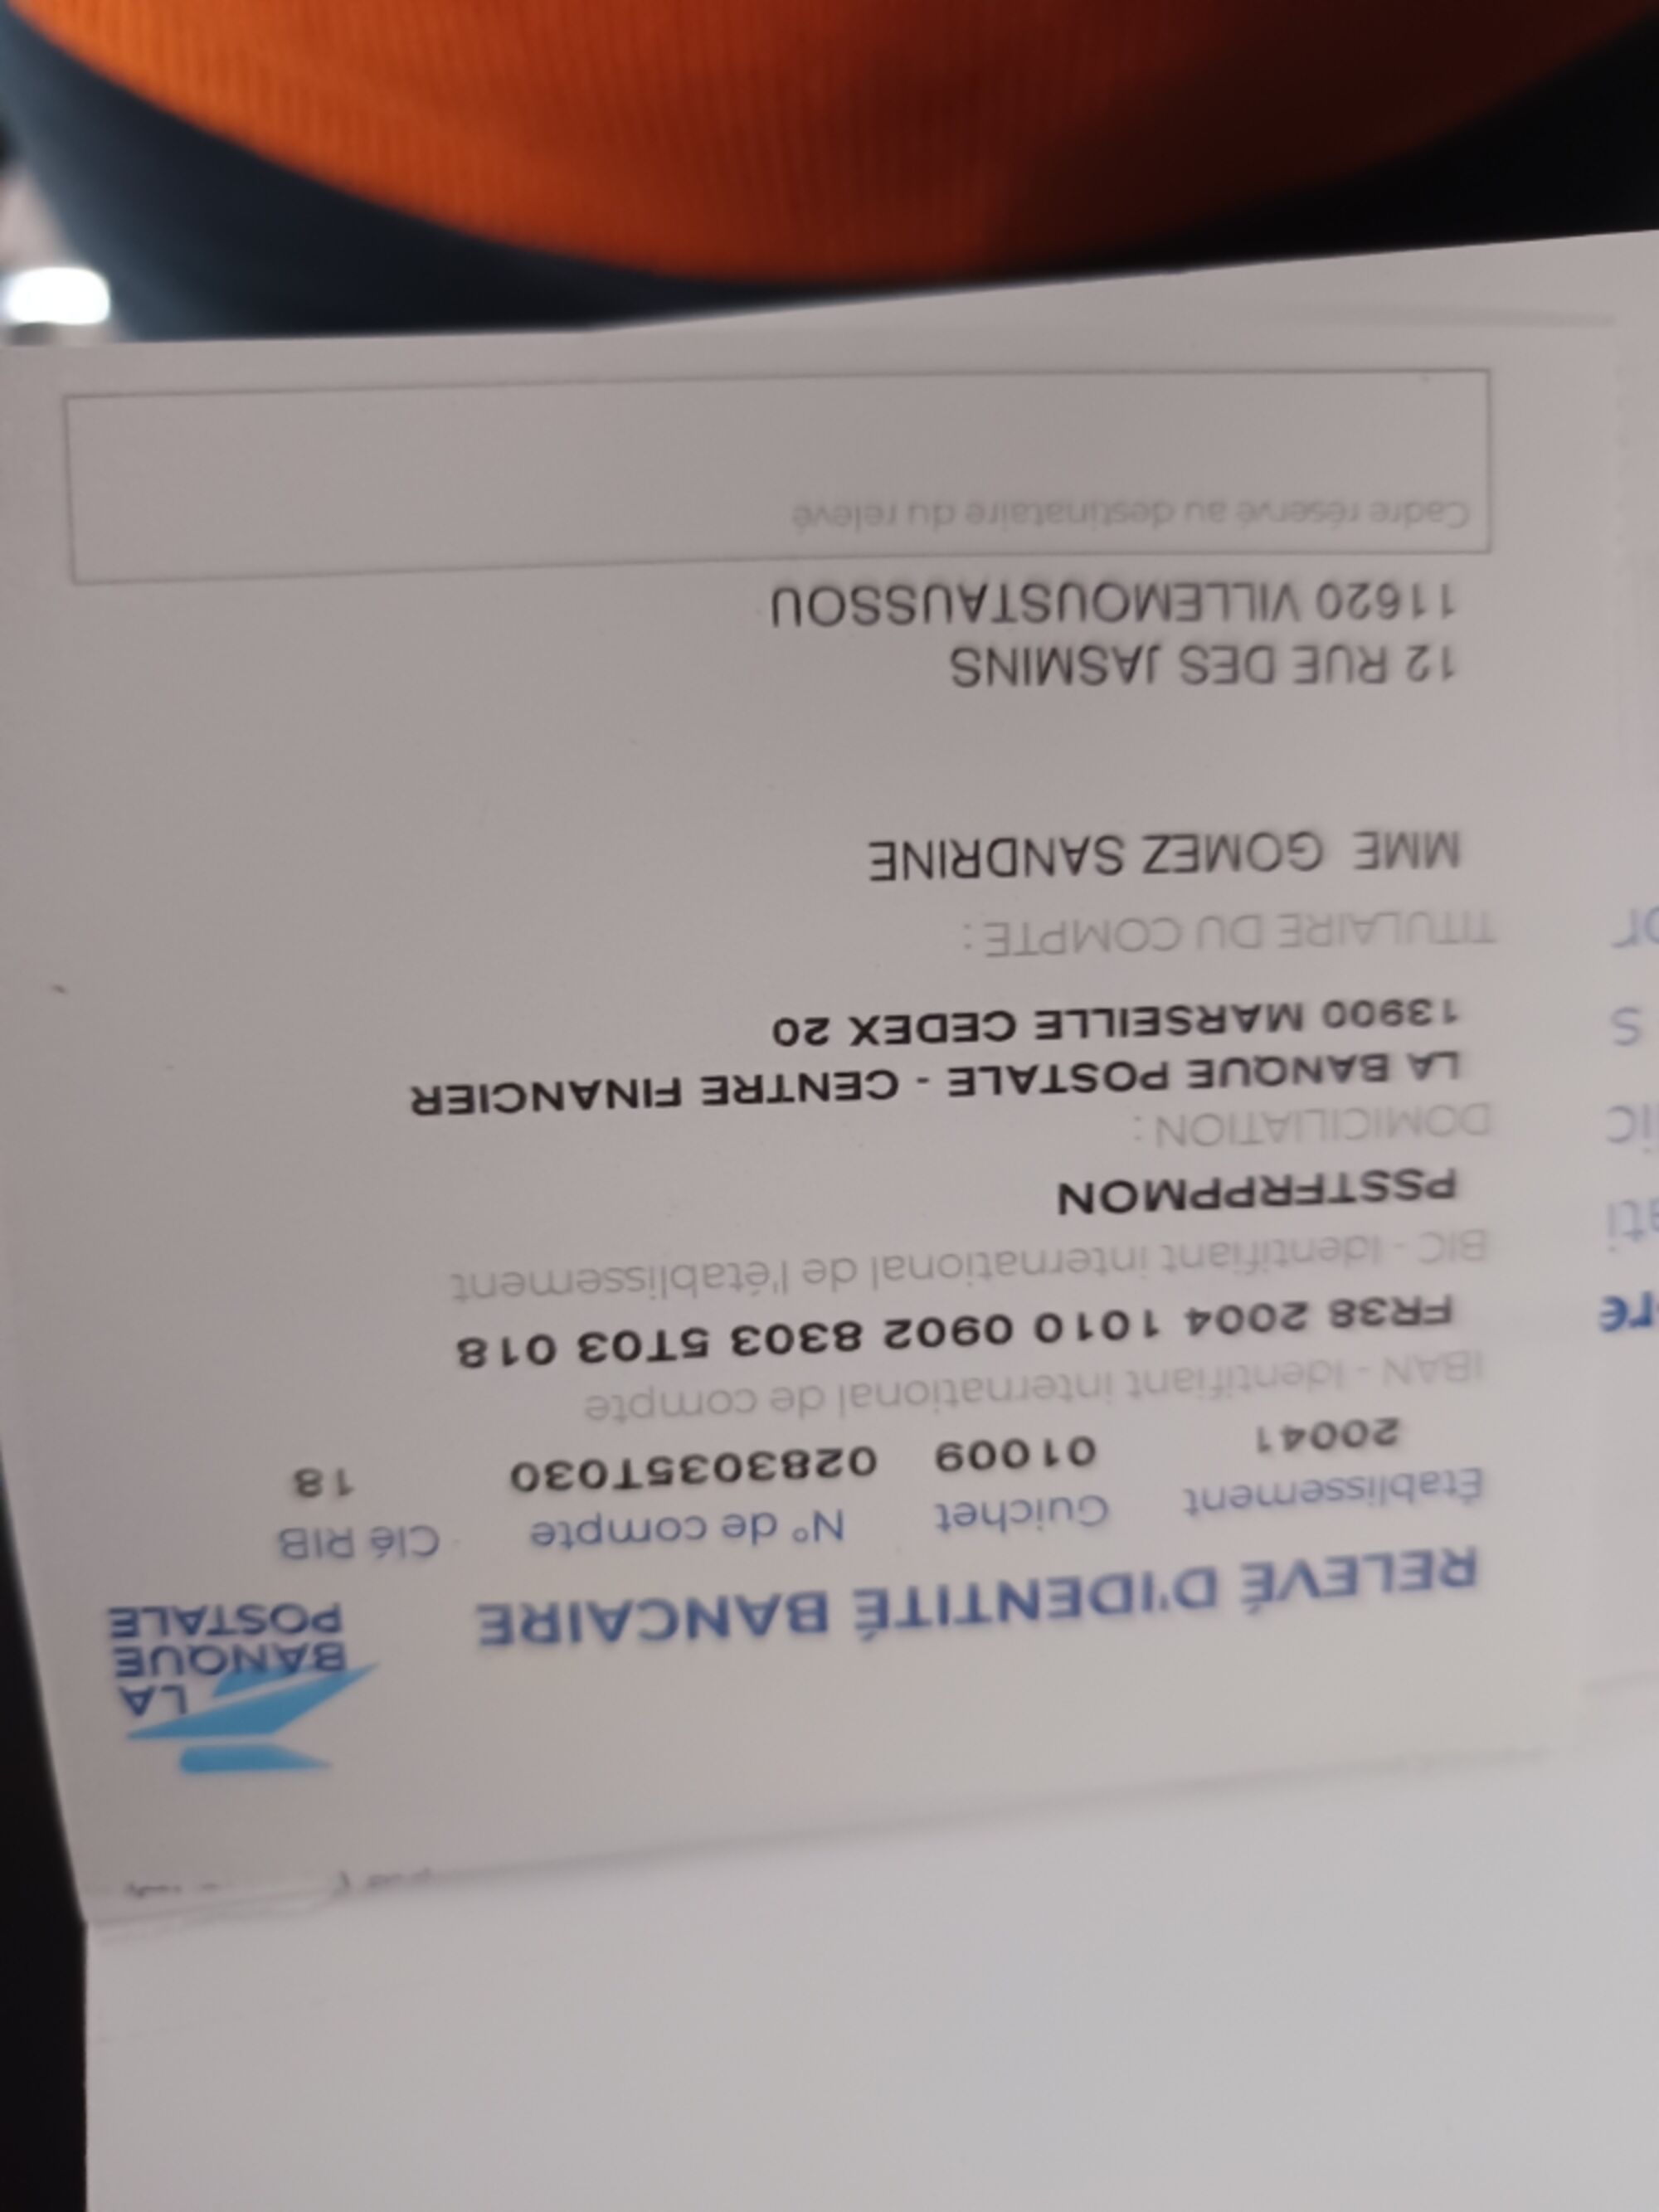 LA
BANQUE
POSTALE
RELEVÉ D'IDENTITÉ BANCAIRE
Établissement Guichet N° de compte Clé RIB
20041 01009 0283035T030 18
IBAN - Identifiant international de compte
FR38 2004 1010 0902 8303 5T03 018
BIC - Identifiant international de l'établissement
PSSTFRPPMON
DOMICILIATION :
LA BANQUE POSTALE - CENTRE FINANCIER
13900 MARSEILLE CEDEX 20
TITULAIRE DU COMPTE :
MME GOMEZ SANDRINE
12 RUE DES JASMINS
11620 VILLEMOUSTAUSSOU
Cadre réservé au destinataire du relevé